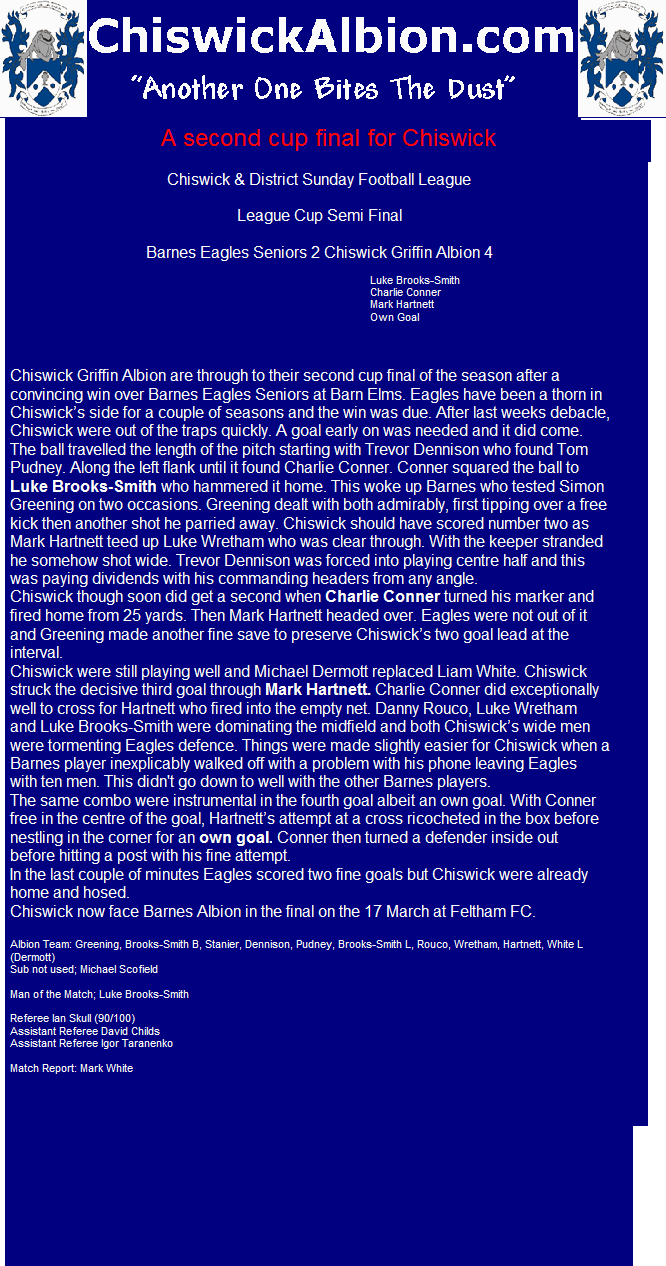 ChiswickAlbion.com
“Another One Bites The Dust”
A second cup final for Chiswick
Chiswick & District Sunday Football League
League Cup Semi Final
Barnes Eagles Seniors 2 Chiswick Griffin Albion 4
Luke Brooks-Smith
Charlie Conner
Mark Hartnett
Own Goal
Chiswick Griffin Albion are through to their second cup final of the season after a
convincing win over Barnes Eagles Seniors at Barn Elms. Eagles have been a thorn in
Chiswick’s side for a couple of seasons and the win was due. After last weeks debacle,
Chiswick were out of the traps quickly. A goal early on was needed and it did come.
The ball travelled the length of the pitch starting with Trevor Dennison who found Tom
Pudney. Along the left flank until it found Charlie Conner. Conner squared the ball to
Luke Brooks-Smith who hammered it home. This woke up Barnes who tested Simon
Greening on two occasions. Greening dealt with both admirably, first tipping over a free
kick then another shot he parried away. Chiswick should have scored number two as
Mark Hartnett teed up Luke Wretham who was clear through. With the keeper stranded
he somehow shot wide. Trevor Dennison was forced into playing centre half and this
was paying dividends with his commanding headers from any angle.
Chiswick though soon did get a second when Charlie Conner turned his marker and
fired home from 25 yards. Then Mark Hartnett headed over. Eagles were not out of it
and Greening made another fine save to preserve Chiswick’s two goal lead at the
interval.
Chiswick were still playing well and Michael Dermott replaced Liam White. Chiswick
struck the decisive third goal through Mark Hartnett. Charlie Conner did exceptionally
well to cross for Hartnett who fired into the empty net. Danny Rouco, Luke Wretham
and Luke Brooks-Smith were dominating the midfield and both Chiswick’s wide men
were tormenting Eagles defence. Things were made slightly easier for Chiswick when a
Barnes player inexplicably walked off with a problem with his phone leaving Eagles
with ten men. This didn't go down to well with the other Barnes players.
The same combo were instrumental in the fourth goal albeit an own goal. With Conner
free in the centre of the goal, Hartnett’s attempt at a cross ricocheted in the box before
nestling in the corner for an own goal. Conner then turned a defender inside out
before hitting a post with his fine attempt.
In the last couple of minutes Eagles scored two fine goals but Chiswick were already
home and hosed.
Chiswick now face Barnes Albion in the final on the 17 March at Feltham FC.
Albion Team: Greening, Brooks-Smith B, Stanier, Dennison, Pudney, Brooks-Smith L, Rouco, Wretham, Hartnett, White L
(Dermott)
Sub not used; Michael Scofield
Man of the Match; Luke Brooks-Smith
Referee Ian Skull (90/100)
Assistant Referee David Childs
Assistant Referee Igor Taranenko
Match Report: Mark White